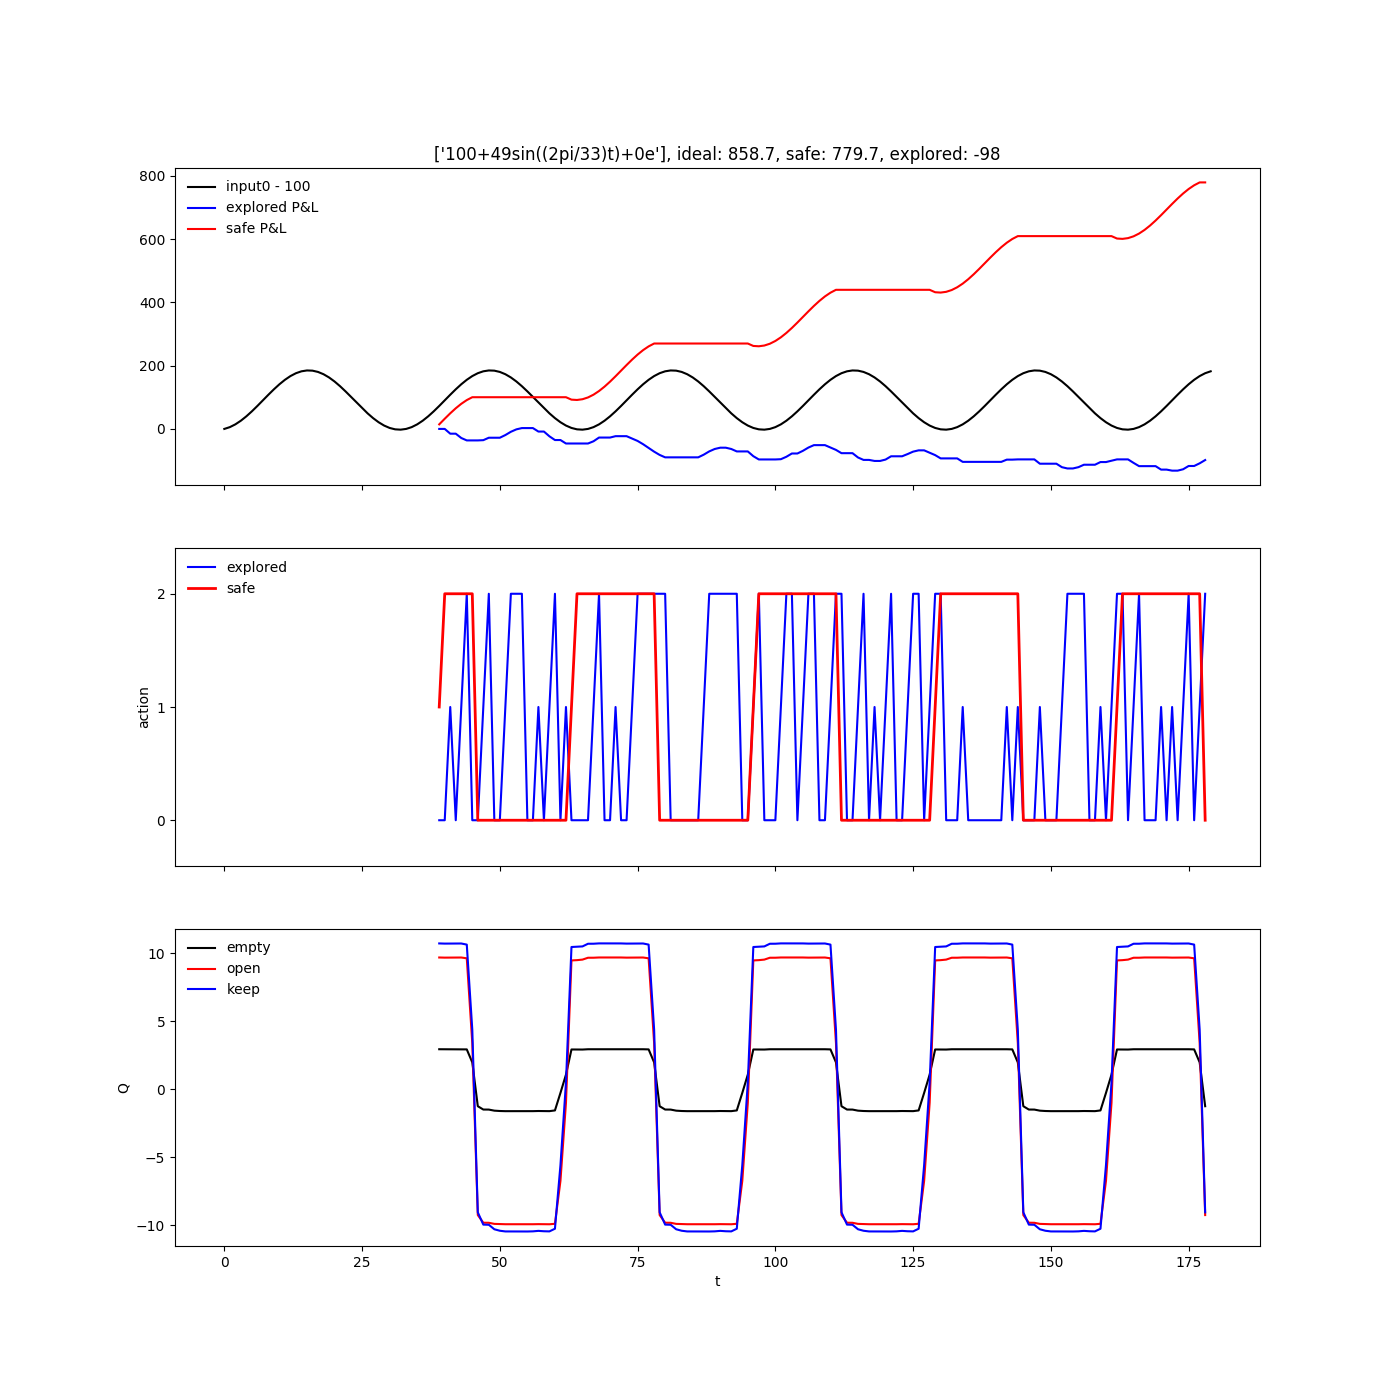 ['100+49sin((2pi/33)t)+0e'], ideal: 858.7, safe: 779.7, explored: -98
800
600
400
200
0
input0 - 100
explored P&L
safe P&L
action
2
1
0
explored
safe
Q
10
5
0
−5
−10
empty
open
keep
0 25 50 75 100 125 150 175
t